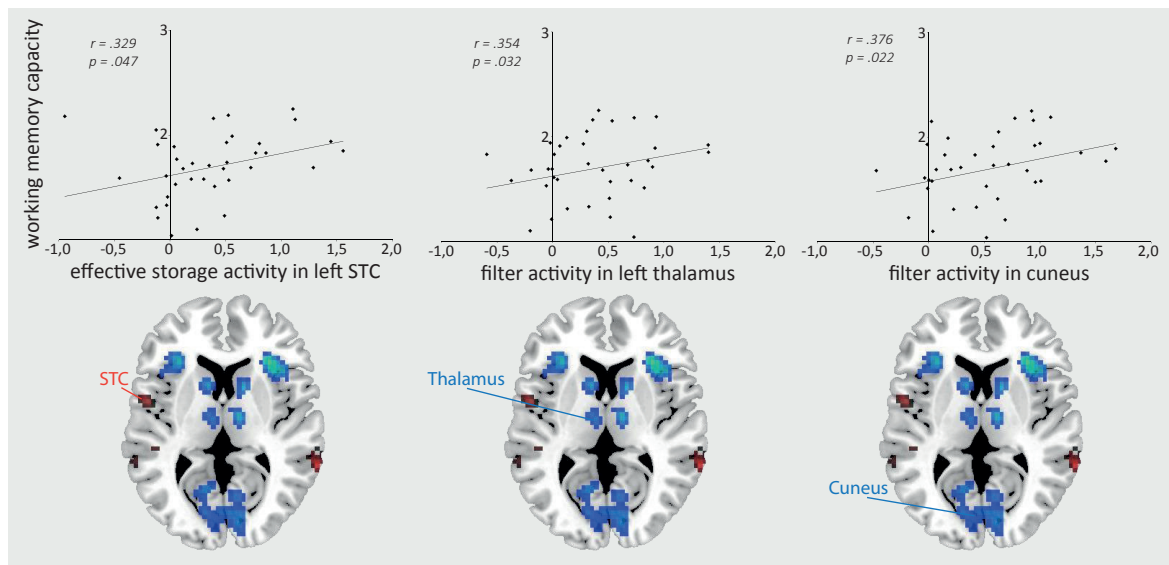 working memory capacity
3
r = .329
p = .047
2
-1,0 -0,5 0 0,5 1,0 1,5 2,0
effective storage activity in left STC
3
r = .354
p = .032
2
-1,0 -0,5 0 0,5 1,0 1,5 2,0
filter activity in left thalamus
3
r = .376
p = .022
2
-1,0 -0,5 0 0,5 1,0 1,5 2,0
filter activity in cuneus
STC
Thalamus
Cuneus